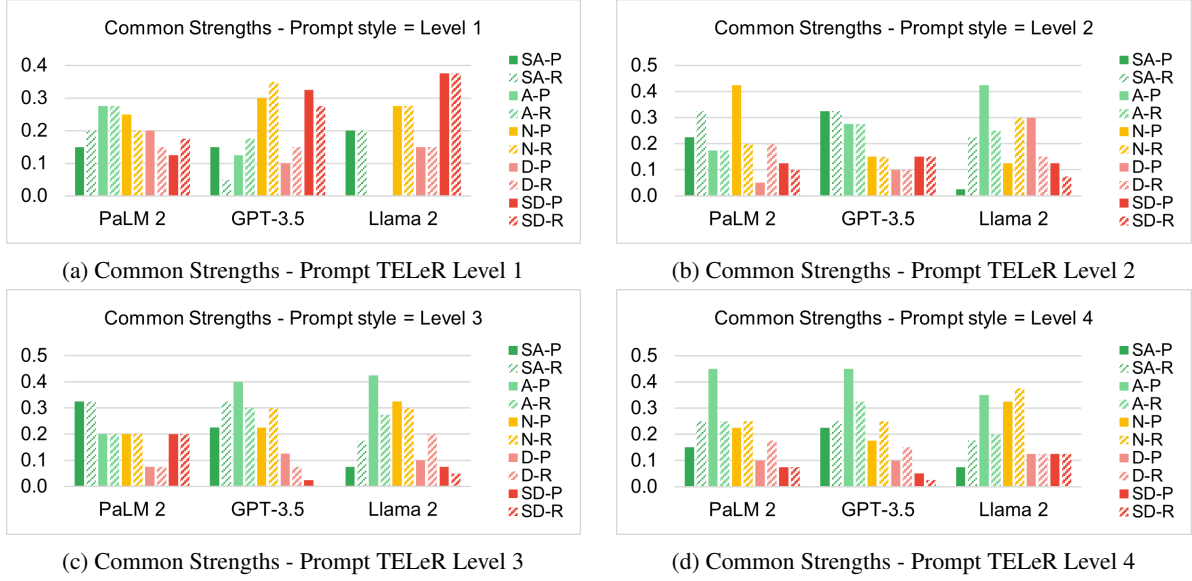 Common Strengths - Prompt style = Level 1
0.4
0.3
0.2
0.1
0.0
PaLM 2
GPT-3.5
Llama 2
SA-P
SA-R
A-P
A-R
N-P
N-R
D-P
D-R
SD-P
SD-R
(a) Common Strengths - Prompt TELeR Level 1
Common Strengths - Prompt style = Level 2
0.5
0.4
0.3
0.2
0.1
0.0
PaLM 2
GPT-3.5
Llama 2
SA-P
SA-R
A-P
A-R
N-P
N-R
D-P
D-R
SD-P
SD-R
(b) Common Strengths - Prompt TELeR Level 2
Common Strengths - Prompt style = Level 3
0.5
0.4
0.3
0.2
0.1
0.0
PaLM 2
GPT-3.5
Llama 2
SA-P
SA-R
A-P
A-R
N-P
N-R
D-P
D-R
SD-P
SD-R
(c) Common Strengths - Prompt TELeR Level 3
Common Strengths - Prompt style = Level 4
0.5
0.4
0.3
0.2
0.1
0.0
PaLM 2
GPT-3.5
Llama 2
SA-P
SA-R
A-P
A-R
N-P
N-R
D-P
D-R
SD-P
SD-R
(d) Common Strengths - Prompt TELeR Level 4